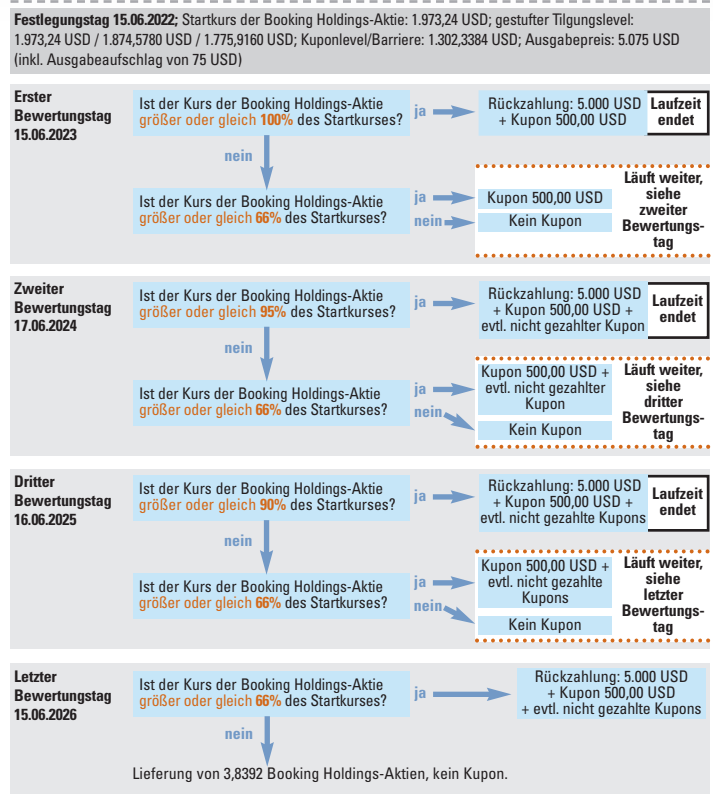 Festlegungstag 15.06.2022; Startkurs der Booking Holdings-Aktie: 1.973,24 USD; gestufter Tilgungslevel:
1.973,24 USD / 1.874,5780 USD / 1.775,9160 USD; Kuponlevel/Barriere: 1.302,3384 USD; Ausgabepreis: 5.075 USD
(inkl. Ausgabeaufschlag von 75 USD)
Erster
Bewertungstag
15.06.2023
Ist der Kurs der Booking Holdings-Aktie
größer oder gleich 100% des Startkurses?
ja
Rückzahlung: 5.000 USD
+ Kupon 500,00 USD
Laufzeit
endet
nein
Ist der Kurs der Booking Holdings-Aktie
größer oder gleich 66% des Startkurses?
ja
nein
Kupon 500,00 USD
Kein Kupon
Läuft weiter,
siehe
zweiter
Bewertungs-
tag
Zweiter
Bewertungstag
17.06.2024
Ist der Kurs der Booking Holdings-Aktie
größer oder gleich 95% des Startkurses?
ja
Rückzahlung: 5.000 USD
+ Kupon 500,00 USD +
evtl. nicht gezahlter Kupon
Laufzeit
endet
nein
Ist der Kurs der Booking Holdings-Aktie
größer oder gleich 66% des Startkurses?
ja
nein
Kupon 500,00 USD +
evtl. nicht gezahlter
Kupon
Kein Kupon
Läuft weiter,
siehe
dritter
Bewertungs-
tag
Dritter
Bewertungstag
16.06.2025
Ist der Kurs der Booking Holdings-Aktie
größer oder gleich 90% des Startkurses?
ja
Rückzahlung: 5.000 USD
+ Kupon 500,00 USD +
evtl. nicht gezahlte Kupons
Laufzeit
endet
nein
Ist der Kurs der Booking Holdings-Aktie
größer oder gleich 66% des Startkurses?
ja
nein
Kupon 500,00 USD +
evtl. nicht gezahlte
Kupons
Kein Kupon
Läuft weiter,
siehe
letzter
Bewertungs-
tag
Letzter
Bewertungstag
15.06.2026
Ist der Kurs der Booking Holdings-Aktie
größer oder gleich 66% des Startkurses?
ja
Rückzahlung: 5.000 USD
+ Kupon 500,00 USD
+ evtl. nicht gezahlte Kupons
nein
Lieferung von 3,8392 Booking Holdings-Aktien, kein Kupon.